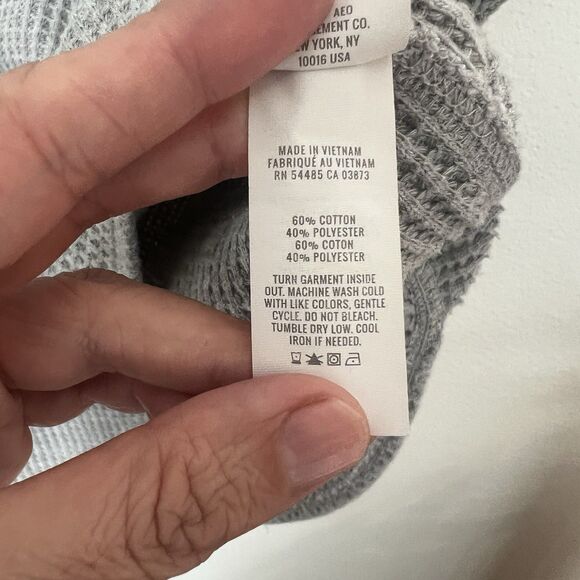 AEO
EMENT CO.
NEW YORK, NY
10016 USA
MADE IN VIETNAM
FABRIQUÉ AU VIETNAM
RN 54485 CA 03873
60% COTTON
40% POLYESTER
60% COTON
40% POLYESTER
TURN GARMENT INSIDE
OUT. MACHINE WASH COLD
WITH LIKE COLORS, GENTLE
CYCLE. DO NOT BLEACH.
TUMBLE DRY LOW. COOL
IRON IF NEEDED.